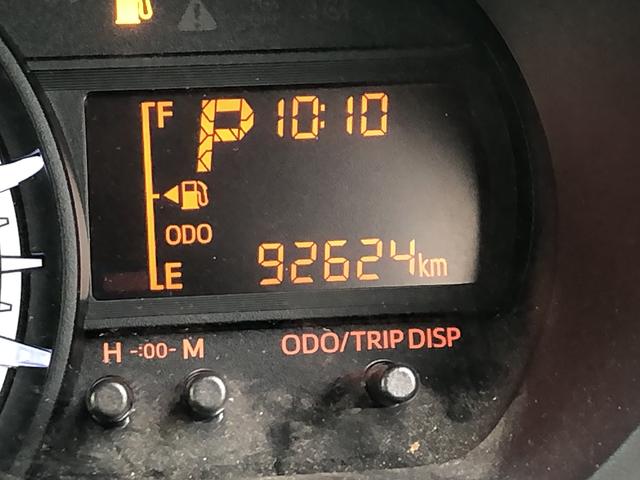 F P 10:10
ODO
E 92624km
H -:00- M ODO/TRIP DISP